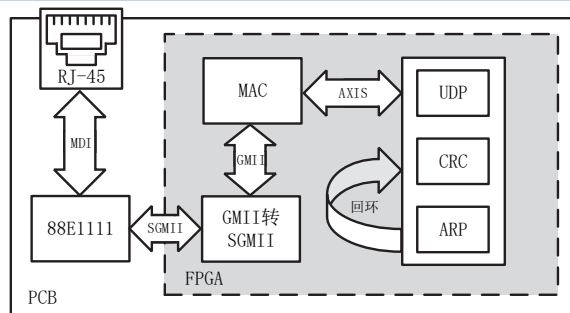 RJ-45
MAC
AXIS
UDP
MDI
GMII
CRC
88E1111
SGMII
GMII转
SGMII
回环
ARP
FPGA
PCB